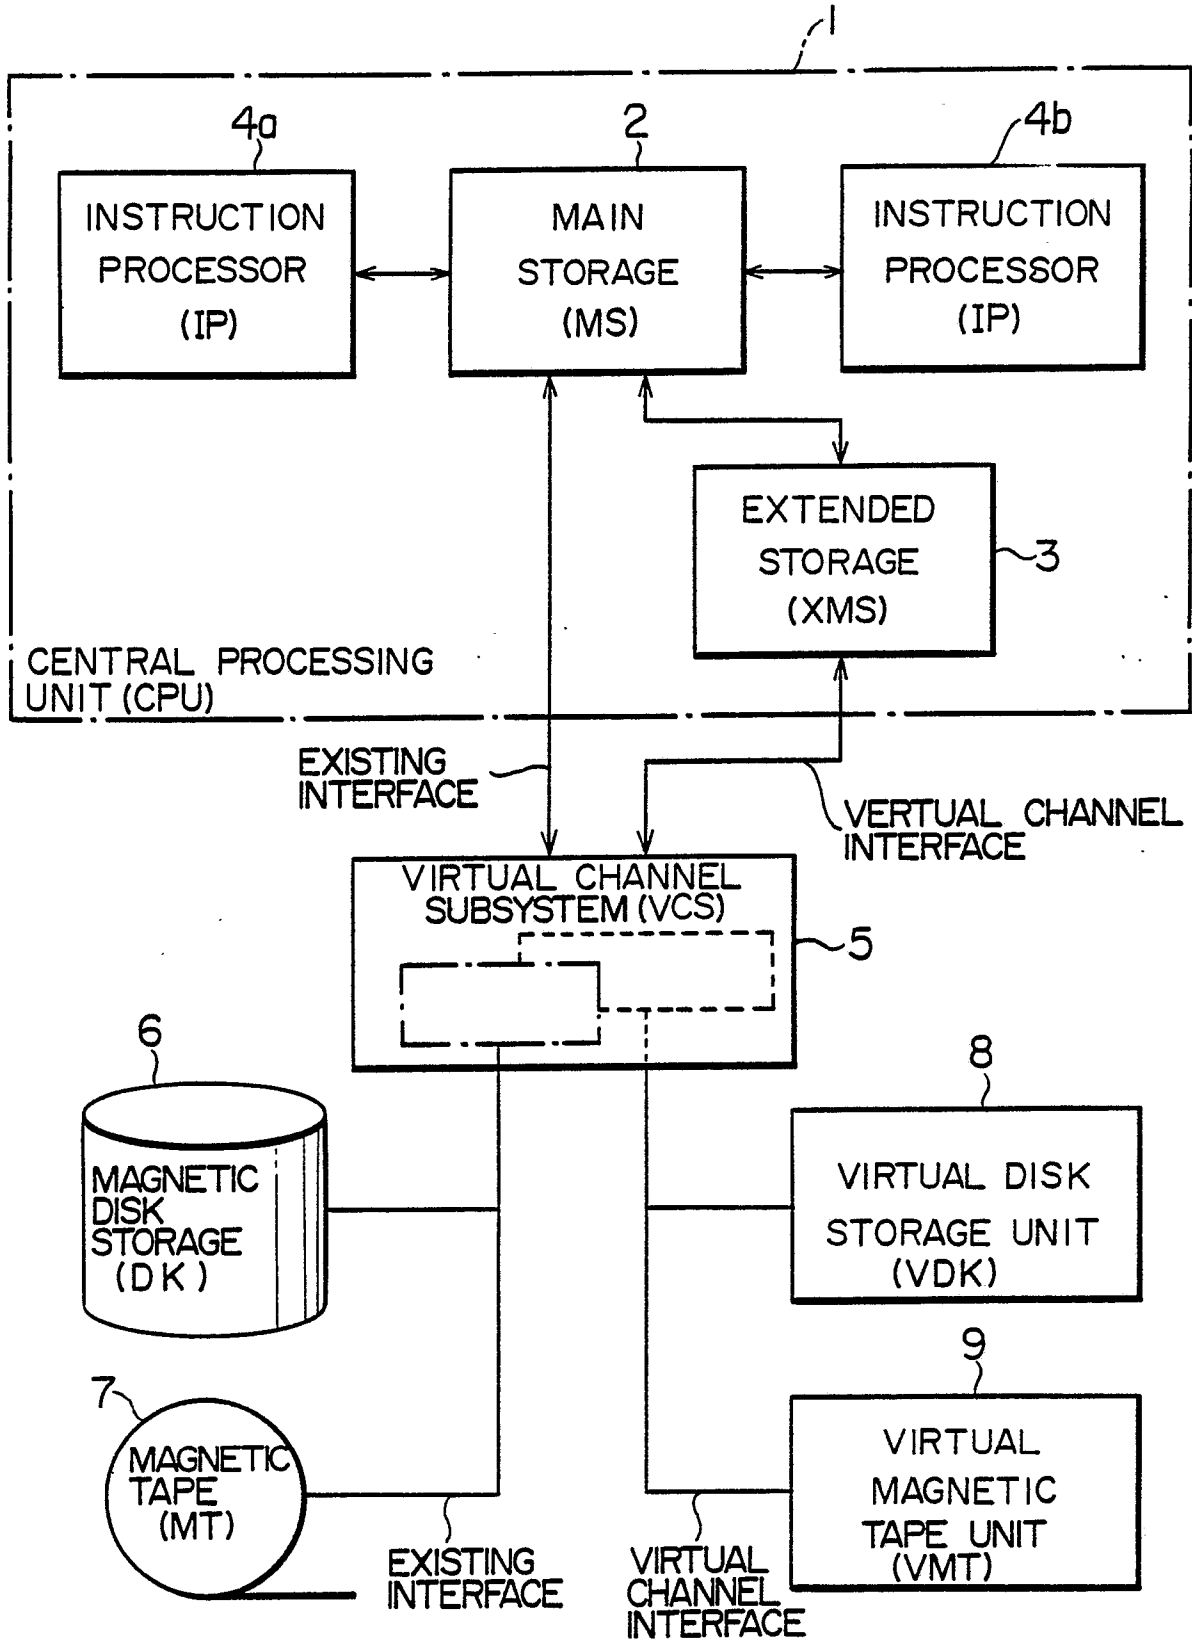 1
4a
2
4b
INSTRUCTION
PROCESSOR
(IP)
MAIN
STORAGE
(MS)
INSTRUCTION
PROCESSOR
(IP)
EXTENDED
STORAGE
(XMS)
3
CENTRAL PROCESSING
UNIT (CPU)
EXISTING
INTERFACE
VERTUAL CHANNEL
INTERFACE
VIRTUAL CHANNEL
SUBSYSTEM (VCS)
5
6
MAGNETIC
DISK
STORAGE
(DK)
8
VIRTUAL DISK
STORAGE UNIT
(VDK)
7
MAGNETIC
TAPE
(MT)
9
VIRTUAL
MAGNETIC
TAPE UNIT
(VMT)
EXISTING
INTERFACE
VIRTUAL
CHANNEL
INTERFACE